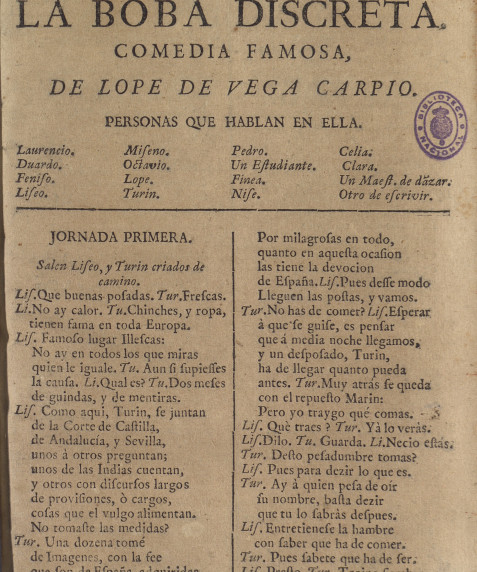 LA BOBA DISCRETA.
COMEDIA FAMOSA,
DE LOPE DE VEGA CARPIO.
PERSONAS QUE HABLAN EN ELLA.
Laurencio.
Duardo.
Feniſo.
Liſeo.
Miſeno.
Octavio.
Lope.
Turin.
Pedro.
Un Eſtudiante.
Finea.
Niſe.
Celia.
Clara.
Un Maeſt. de dãzar.
Otro de eſcrivir.
BIBLIOTECA NACIONAL
JORNADA PRIMERA.
Salen Liſeo, y Turin criados de
camino.
Liſ. Que buenas poſadas. Tur. Freſcas.
Li. No ay calor. Tu. Chinches, y ropa,
tienen fama en toda Europa.
Liſ. Famoſo lugar Illeſcas:
No ay en todos los que miras
quien le iguale. Tu. Aun ſi ſupieſſes
la cauſa. Li. Qual es? Tu. Dos meſes
de guindas, y de mentiras.
Liſ. Como aqui, Turin, ſe juntan
de la Corte de Caſtilla,
de Andalucía, y Sevilla,
unos à otros preguntan;
unos de las Indias cuentan,
y otros con diſcurſos largos
de proviſiones, ò cargos,
coſas que el vulgo alimentan.
No tomaſte las medidas?
Tur. Una dozena tomé
de Imagenes, con la fee
que ſon de Eſpaña
Por milagroſas en todo,
quanto en aqueſta ocaſion
las tiene la devocion
de Eſpaña. Liſ. Pues deſſe modo
Lleguen las poſtas, y vamos.
Tur. No has de comer? Liſ. Eſperar
á que ſe guiſe, es penſar
que á media noche llegamos,
y un deſpoſado, Turin,
ha de llegar quanto pueda
antes. Tur. Muy atrás ſe queda
con el repueſto Marin:
Pero yo traygo qué comas.
Liſ. Qué traes? Tur. Yà lo verás.
Liſ. Dilo. Tu. Guarda. Li. Necio eſtás.
Tur. Deſto peſadumbre tomas?
Liſ. Pues para dezir lo que es.
Tur. Ay á quien peſa de oir
ſu nombre, baſta dezir
que tu lo ſabrás deſpues.
Liſ. Entretieneſe la hambre
con ſaber que ha de comer.
Tur. Pues ſabete que ha de ſer.